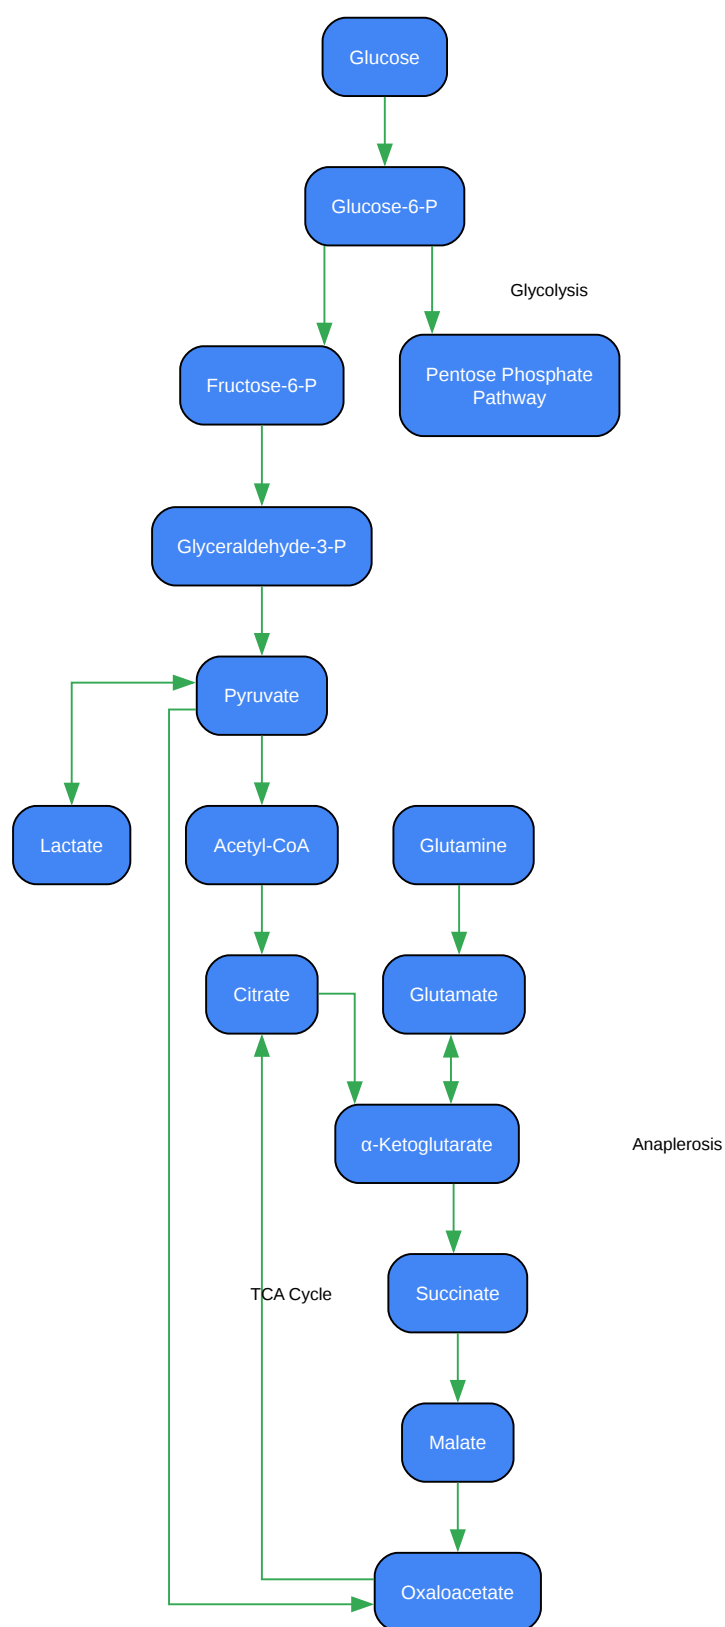 Glucose
Glucose-6-P
Glycolysis
Fructose-6-P
Pentose Phosphate
Pathway
Glyceraldehyde-3-P
Pyruvate
Lactate
Acetyl-CoA
Glutamine
Citrate
Glutamate
α-Ketoglutarate
Anaplerosis
TCA Cycle
Succinate
Malate
Oxaloacetate